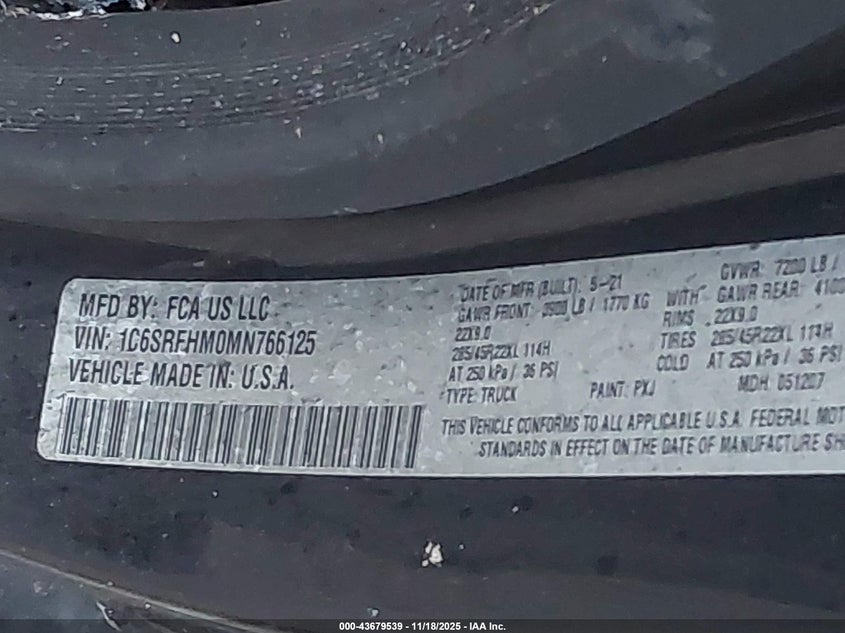 MFD BY: FCA US LLC
VIN: 1C6SRFHM0MN766125
VEHICLE MADE IN: U.S.A.
DATE OF MFR (BUILT): 5-21
GAWR FRONT: 3900 LB / 1770 KG
22X9.0
285/45R22XL 114H
AT 250 kPa / 36 PSI
TYPE: TRUCK
PAINT: PXJ
GVWR: 7200 LB /
WITH GAWR REAR: 4100
RIMS 22X9.0
TIRES 285/45R22XL 114H
COLD AT 250 kPa / 36 PSI
MDH: 051207
THIS VEHICLE CONFORMS TO ALL APPLICABLE U.S.A. FEDERAL MOT
STANDARDS IN EFFECT ON THE DATE OF MANUFACTURE SH
000-43679539 - 11/18/2025 - IAA Inc.